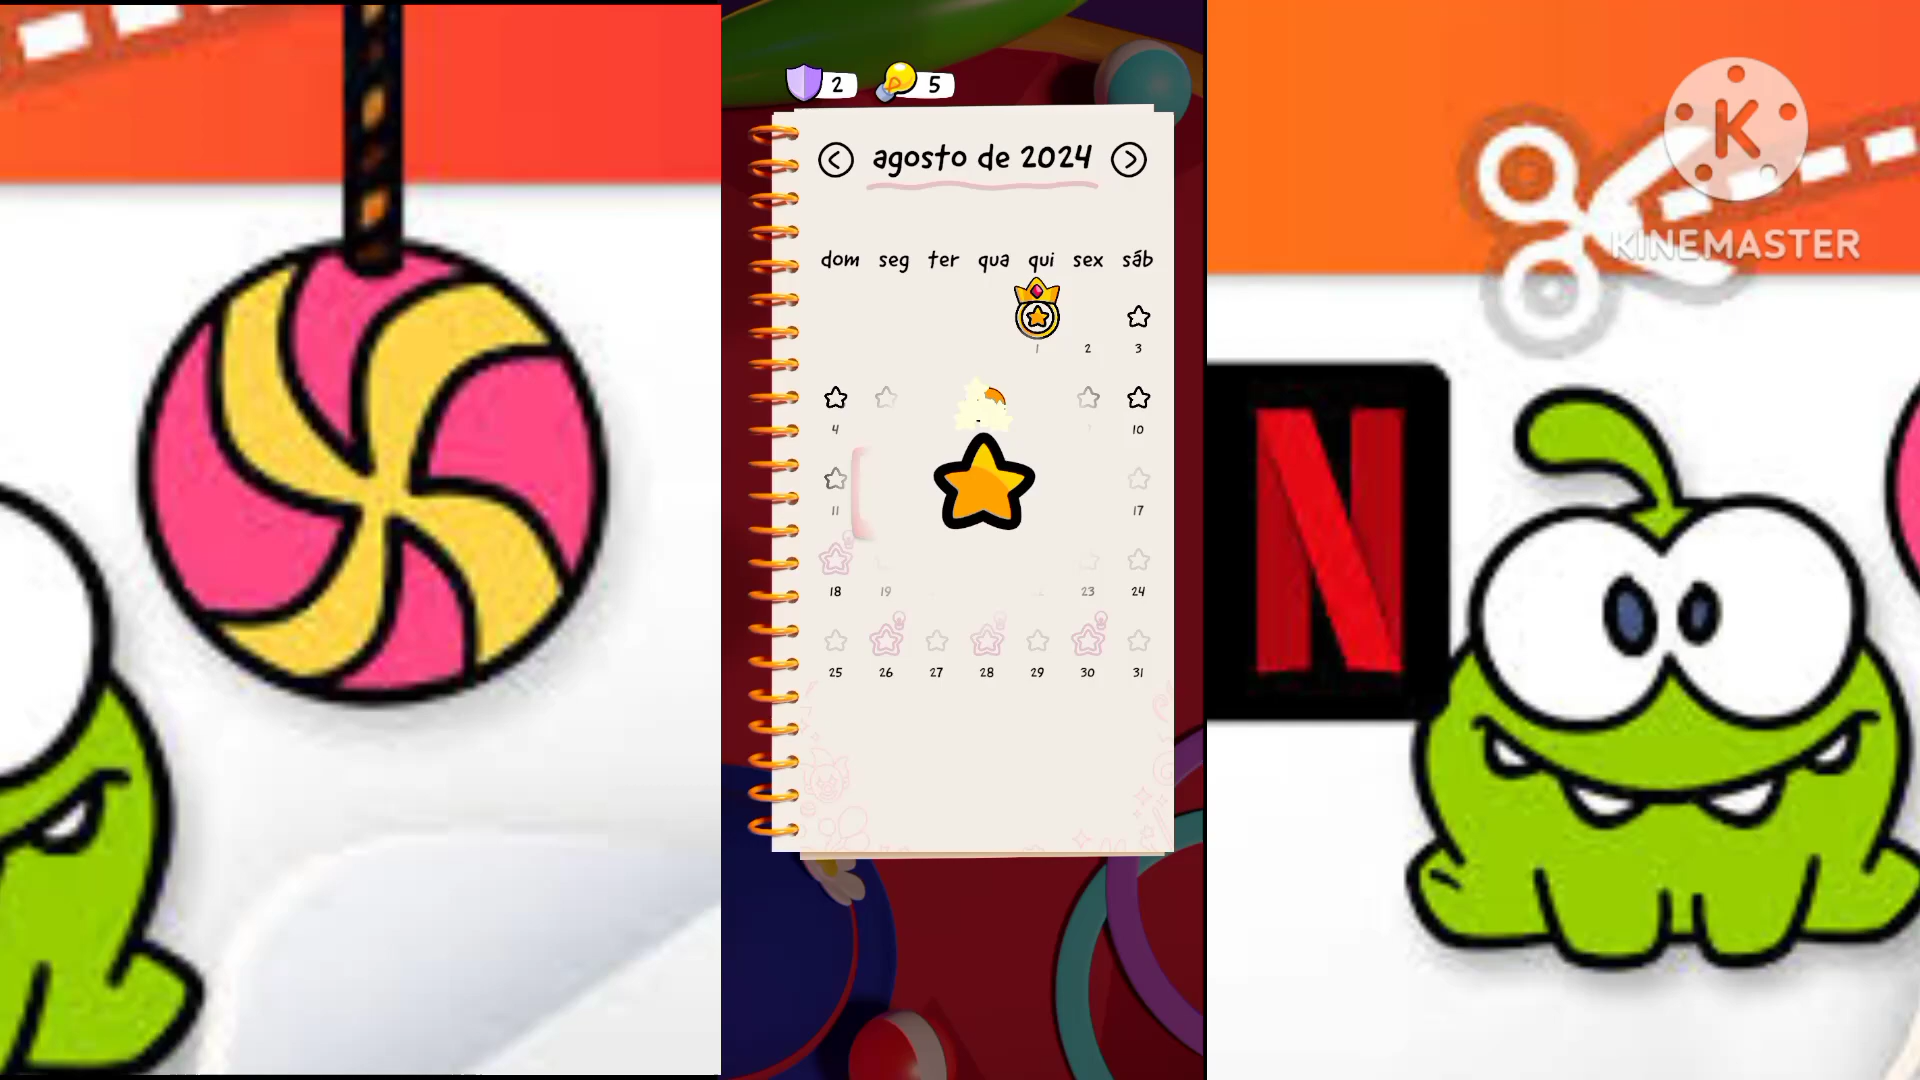 2 5
agosto de 2024
dom seg ter qua qui sex sáb
1 2 3
4 10
11 17
18 19 23 24
25 26 27 28 29 30 31
N
K
KINEMASTER